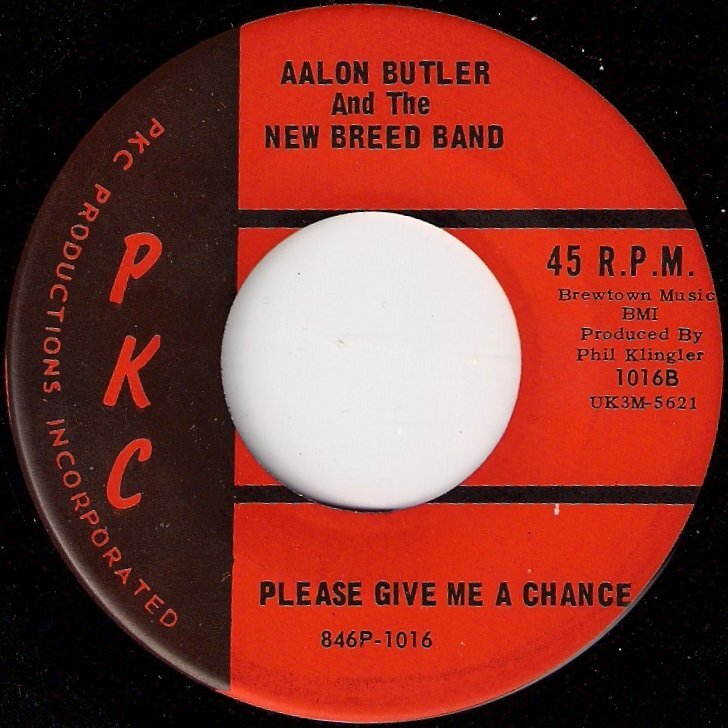 AALON BUTLER
And The
NEW BREED BAND
PKC PRODUCTIONS, INCORPORATED
PKC
45 R.P.M.
Brewtown Music
BMI
Produced By
Phil Klingler
1016B
UK3M-5621
PLEASE GIVE ME A CHANCE
846P-1016